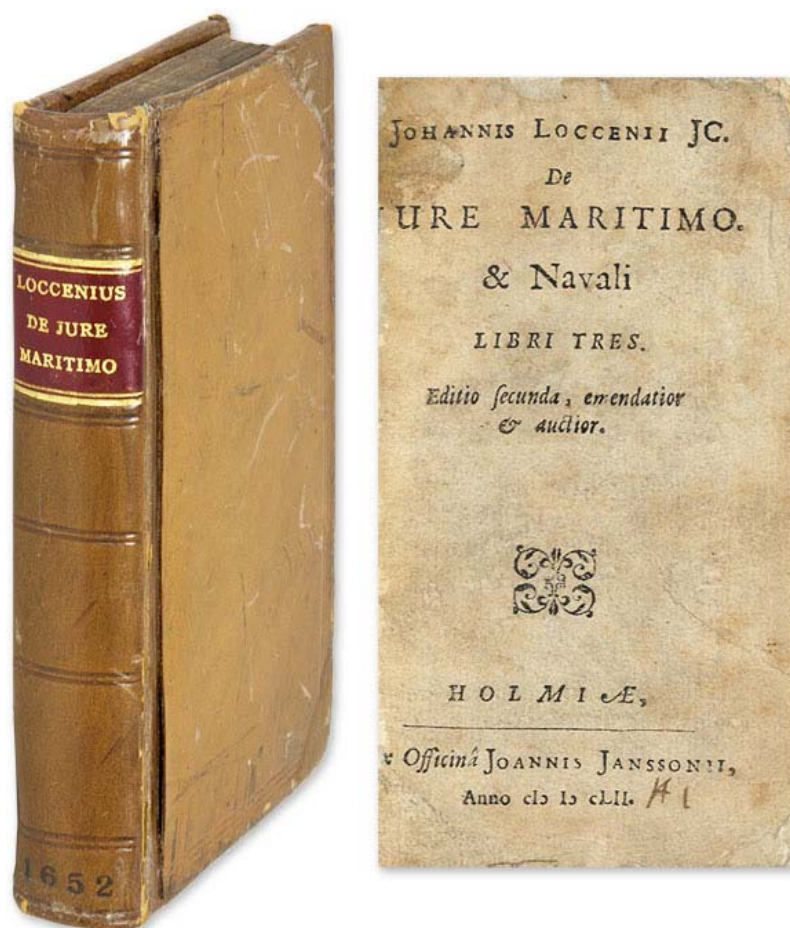 LOCCENIUS
DE JURE
MARITIMO
1652
JOHANNIS LOCCENII JC.
De
JURE MARITIMO.
& Navali
LIBRI TRES.
Editio ſecunda, emendatior
& auctior.
HOLMIÆ,
Officinâ JOANNIS JANSSONII,
Anno cIↄ Iↄ cLII.